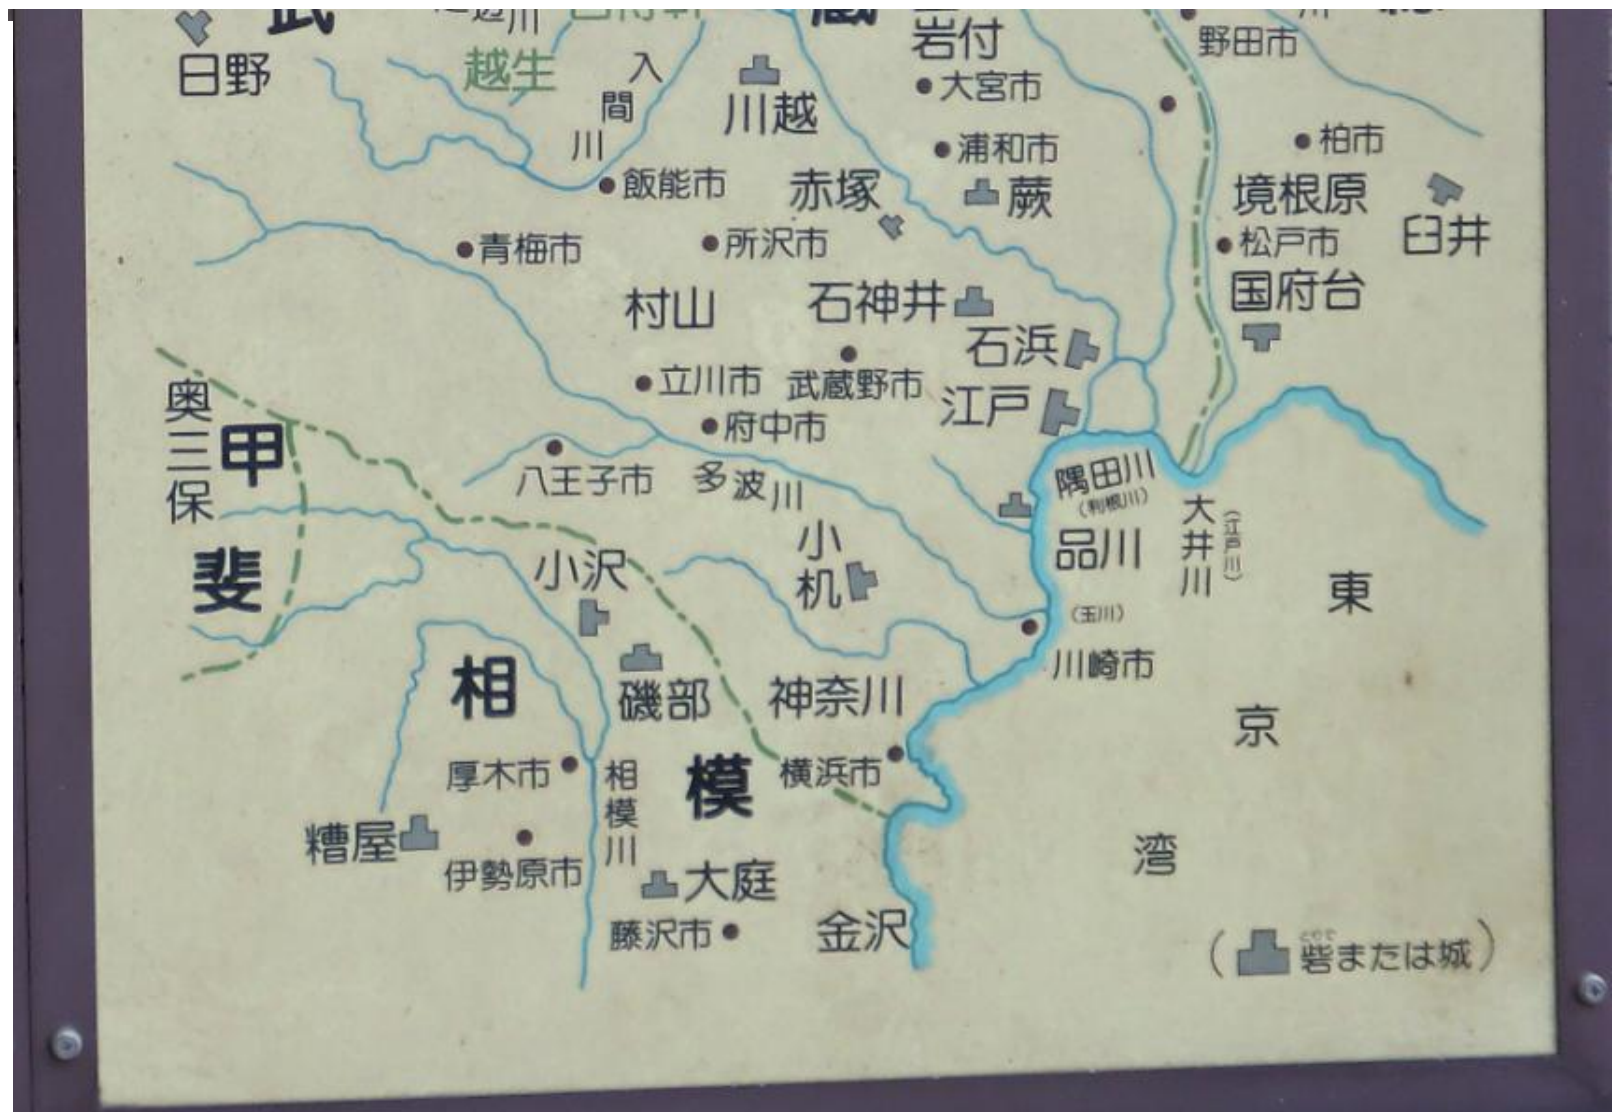 武
蔵
日野
越生
入間川
川越
岩付
大宮市
野田市
浦和市
柏市
飯能市
赤塚
蕨
境根原
臼井
青梅市
所沢市
松戸市
村山
石神井
国府台
石浜
立川市
武蔵野市
江戸
奥三保
甲斐
府中市
八王子市
多波川
隅田川
(利根川)
大井川
(江戸川)
小机
品川
小沢
東京湾
(玉川)
川崎市
相模
磯部
神奈川
厚木市
相模川
横浜市
糟屋
伊勢原市
大庭
藤沢市
金沢
(砦または城)
とりで